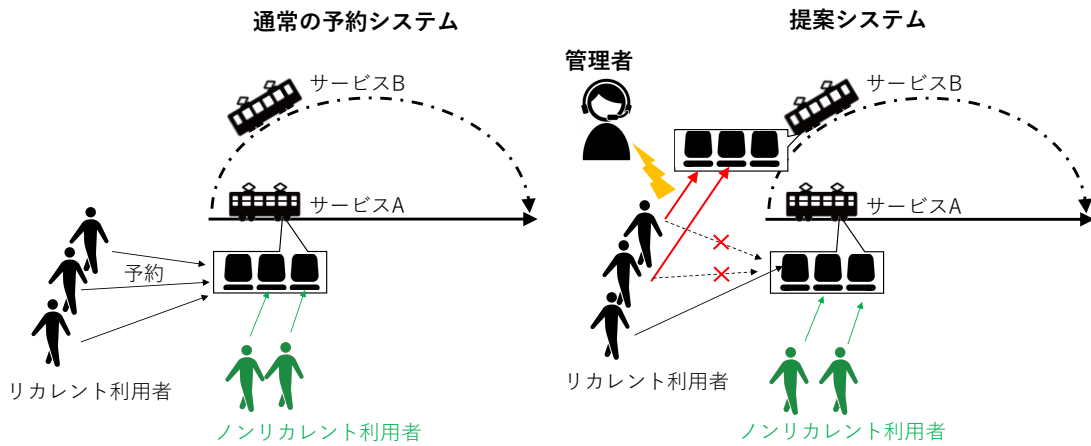 通常の予約システム
サービスB
サービスA
予約
リカレント利用者
ノンリカレント利用者
提案システム
管理者
サービスB
サービスA
リカレント利用者
ノンリカレント利用者